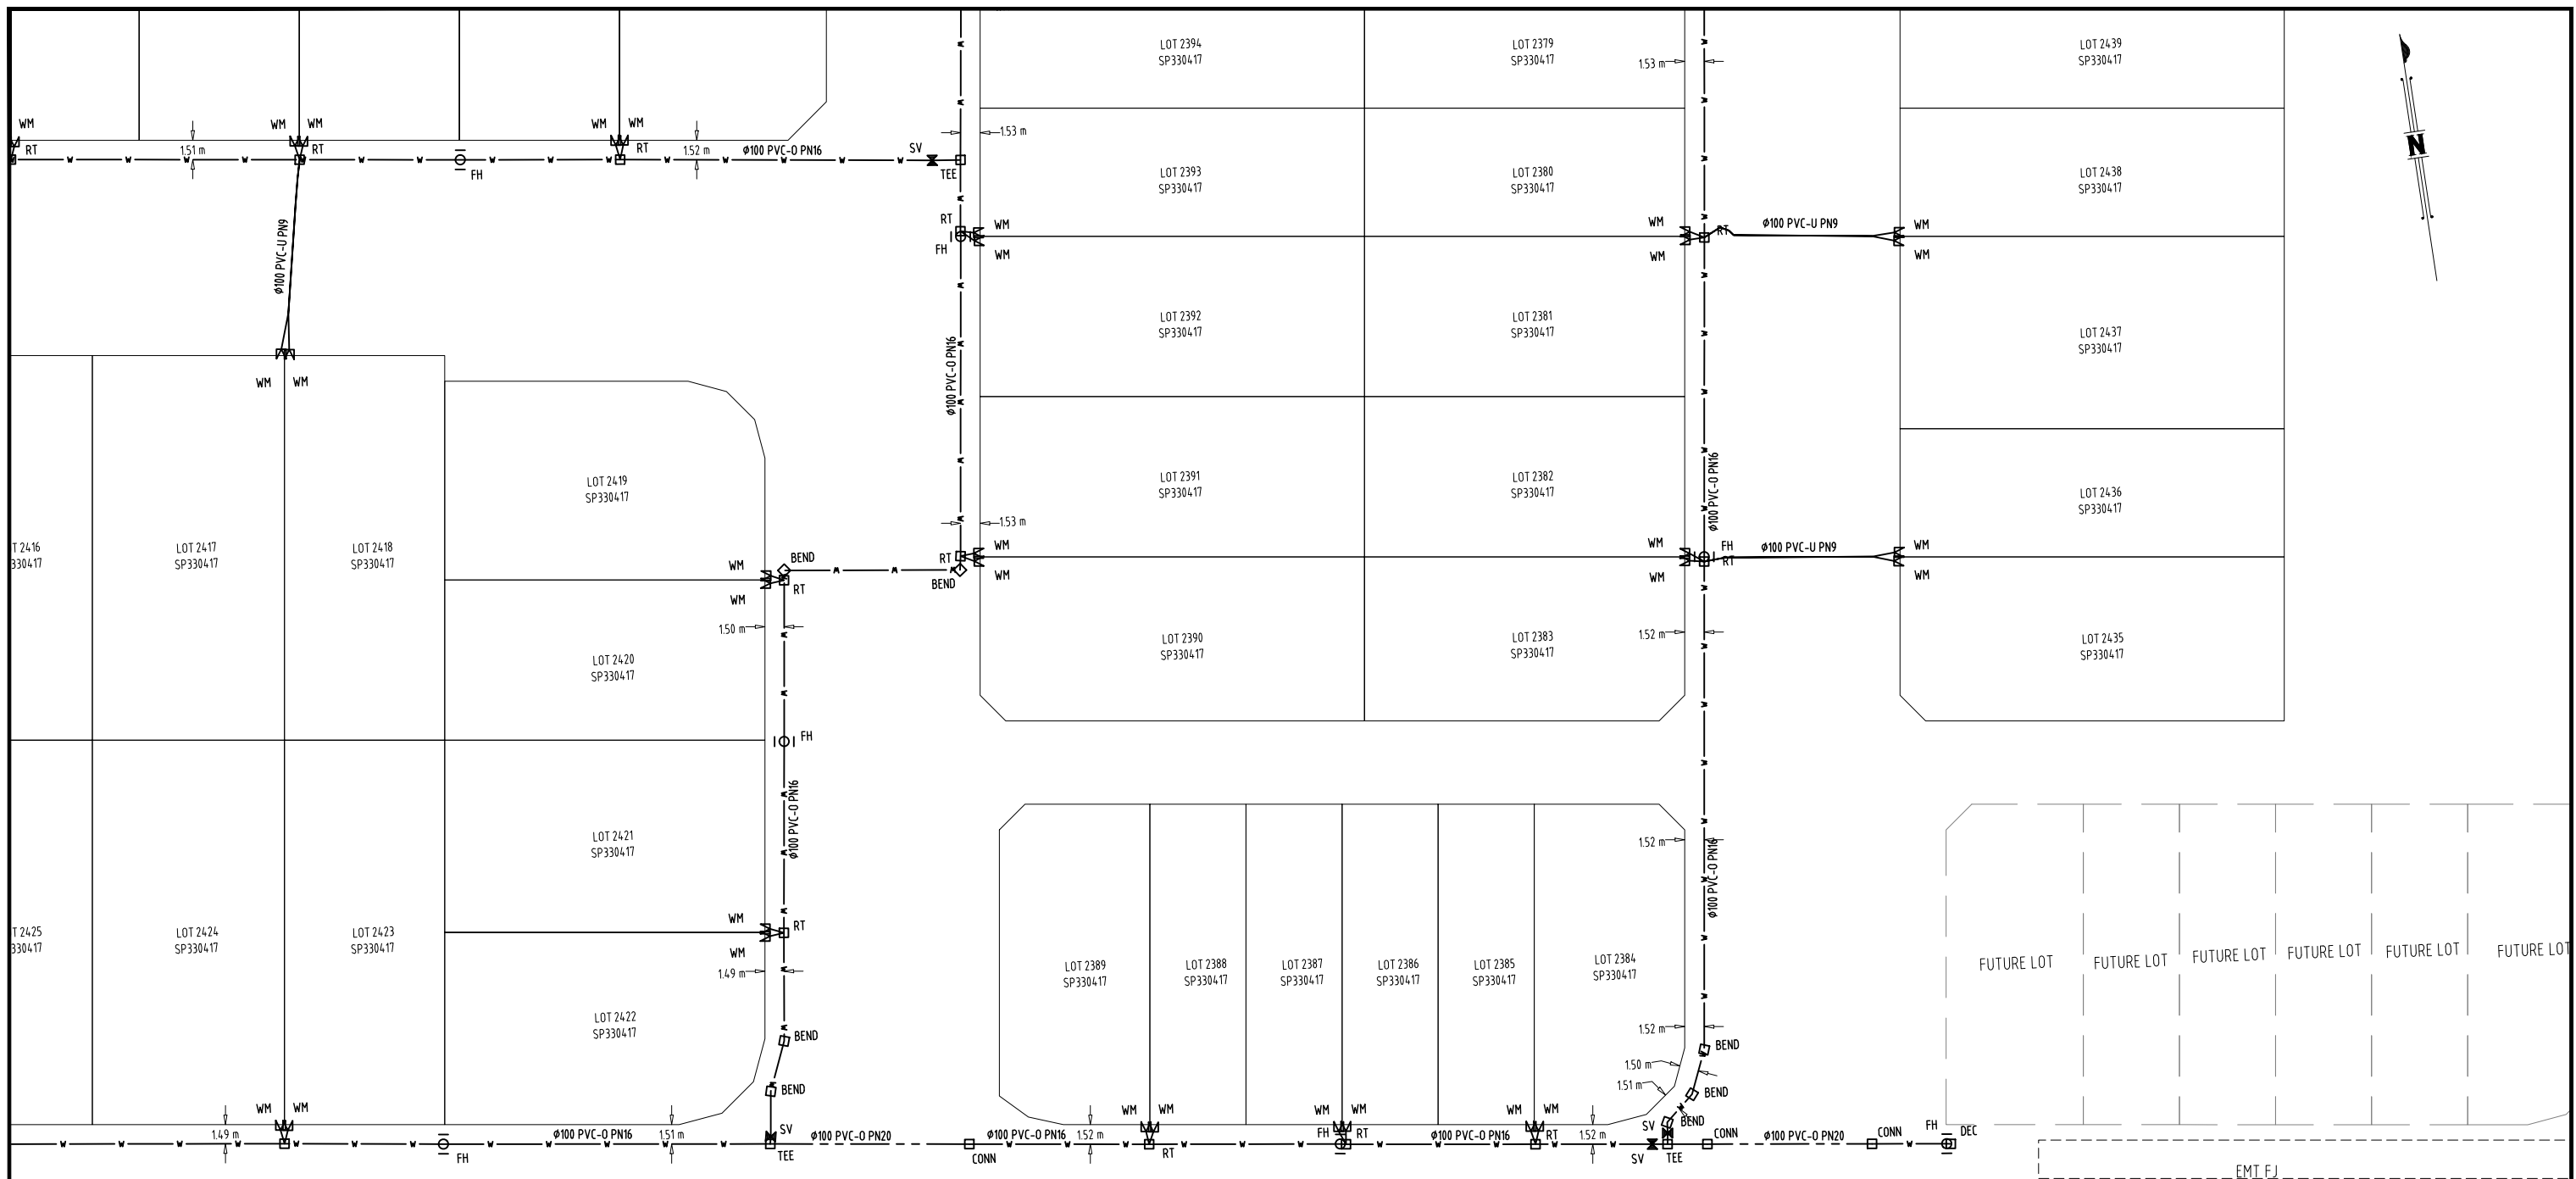 LOT 2394
SP330417
LOT 2379
SP330417
LOT 2439
SP330417
1.53 m
N
WM
WM
WM
WM
WM
RT
1.51 m
RT
RT
1.52 m
Ø100 PVC-O PN16
SV
TEE
1.53 m
FH
LOT 2393
SP330417
LOT 2380
SP330417
LOT 2438
SP330417
Ø100 PVC-U PN9
RT
FH
WM
WM
WM
WM
RT
Ø100 PVC-U PN9
WM
WM
LOT 2392
SP330417
LOT 2381
SP330417
LOT 2437
SP330417
WM
WM
Ø100 PVC-O PN16
LOT 2419
SP330417
LOT 2391
SP330417
LOT 2382
SP330417
Ø100 PVC-O PN16
LOT 2436
SP330417
1.53 m
T 2416
330417
LOT 2417
SP330417
LOT 2418
SP330417
WM
WM
BEND
RT
RT
BEND
WM
WM
WM
WM
FH
RT
Ø100 PVC-U PN9
WM
WM
1.50 m
1.52 m
LOT 2420
SP330417
LOT 2390
SP330417
LOT 2383
SP330417
LOT 2435
SP330417
FH
Ø100 PVC-O PN16
LOT 2421
SP330417
1.52 m
Ø100 PVC-O PN16
T 2425
330417
LOT 2424
SP330417
LOT 2423
SP330417
WM
RT
WM
1.49 m
LOT 2389
SP330417
LOT 2388
SP330417
LOT 2387
SP330417
LOT 2386
SP330417
LOT 2385
SP330417
LOT 2384
SP330417
FUTURE LOT
FUTURE LOT
FUTURE LOT
FUTURE LOT
FUTURE LOT
FUTURE LOT
LOT 2422
SP330417
BEND
BEND
1.52 m
BEND
1.50 m
1.51 m
BEND
BEND
WM
WM
1.49 m
FH
Ø100 PVC-O PN16
1.51 m
SV
TEE
Ø100 PVC-O PN20
CONN
Ø100 PVC-O PN16
1.52 m
WM
WM
RT
WM
WM
FH
RT
Ø100 PVC-O PN16
WM
WM
RT
1.52 m
SV
SV
TEE
CONN
Ø100 PVC-O PN20
CONN
FH
DEC
EMT FJ